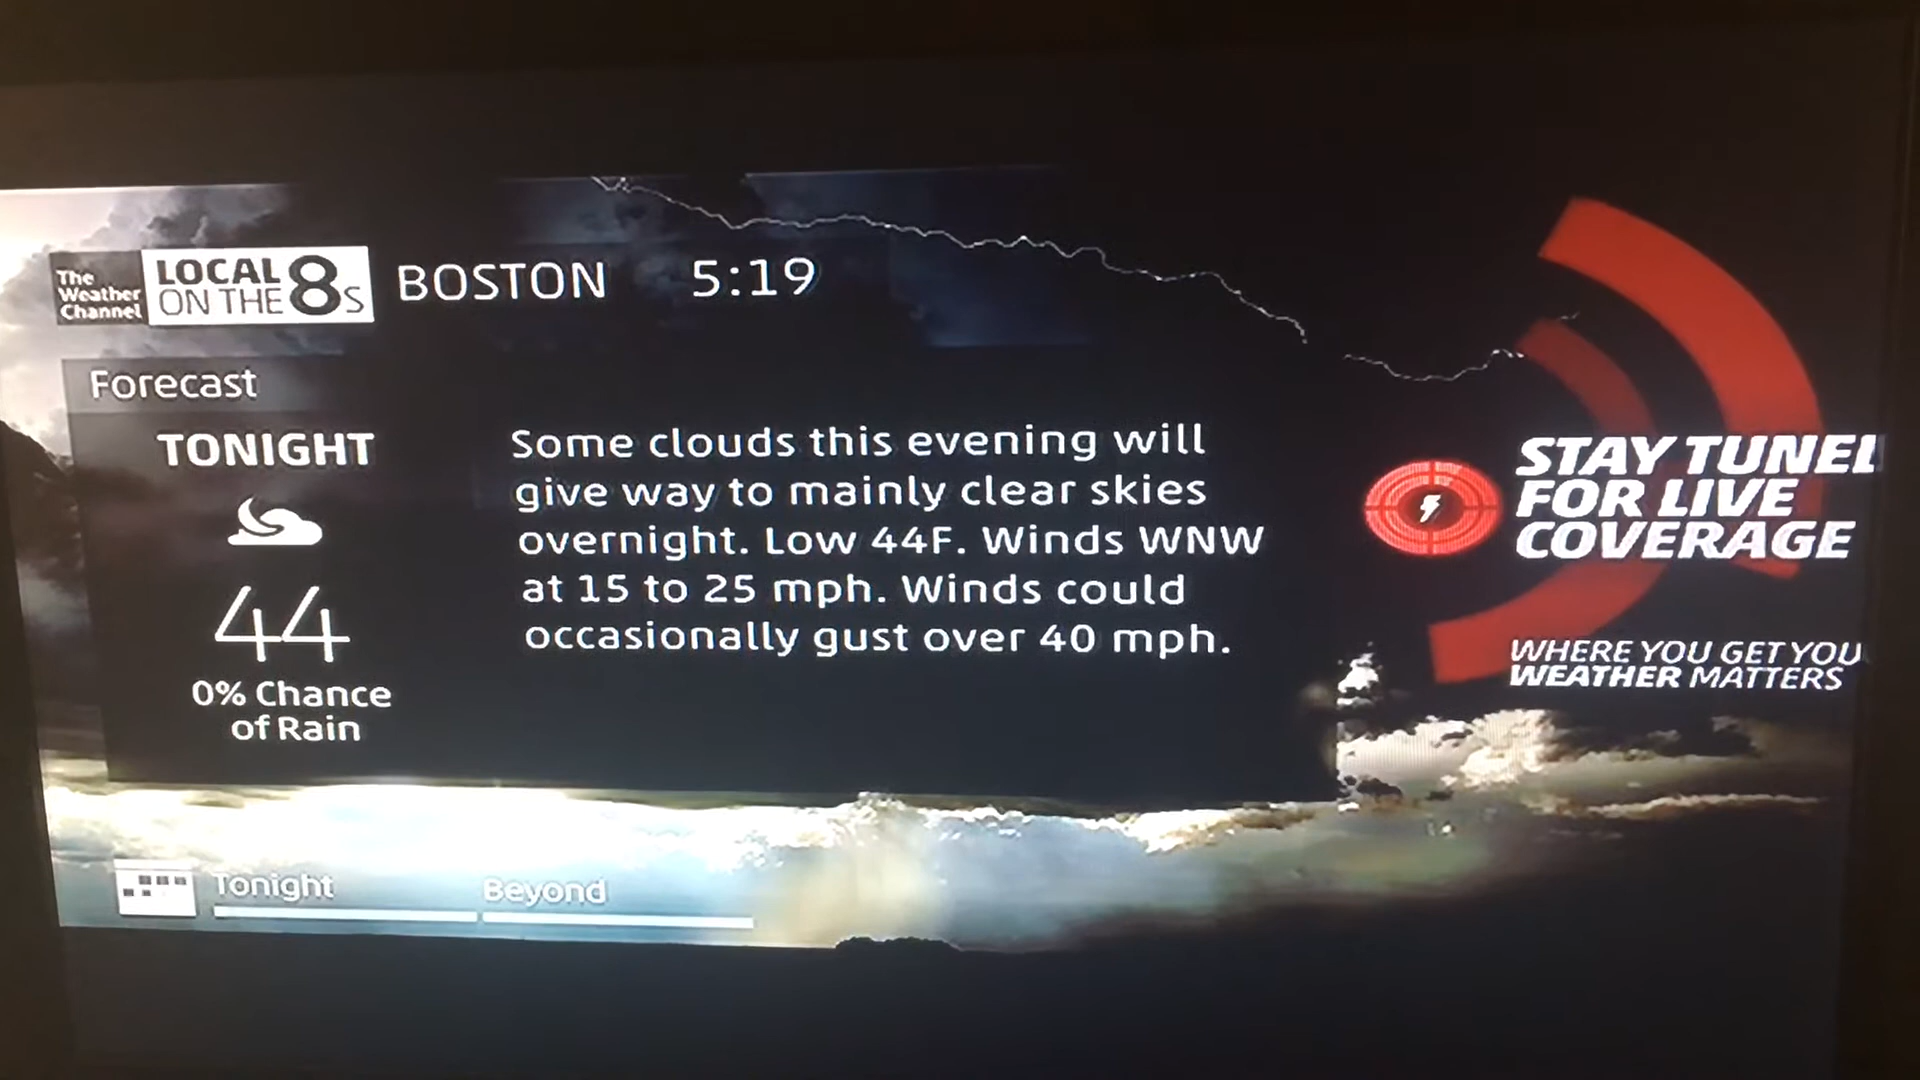 The
Weather
Channel
LOCAL
ON THE 8s
BOSTON 5:19
Forecast
TONIGHT
44
0% Chance
of Rain
Some clouds this evening will
give way to mainly clear skies
overnight. Low 44F. Winds WNW
at 15 to 25 mph. Winds could
occasionally gust over 40 mph.
STAY TUNE
FOR LIVE
COVERAGE
WHERE YOU GET YOU
WEATHER MATTERS
Tonight Beyond